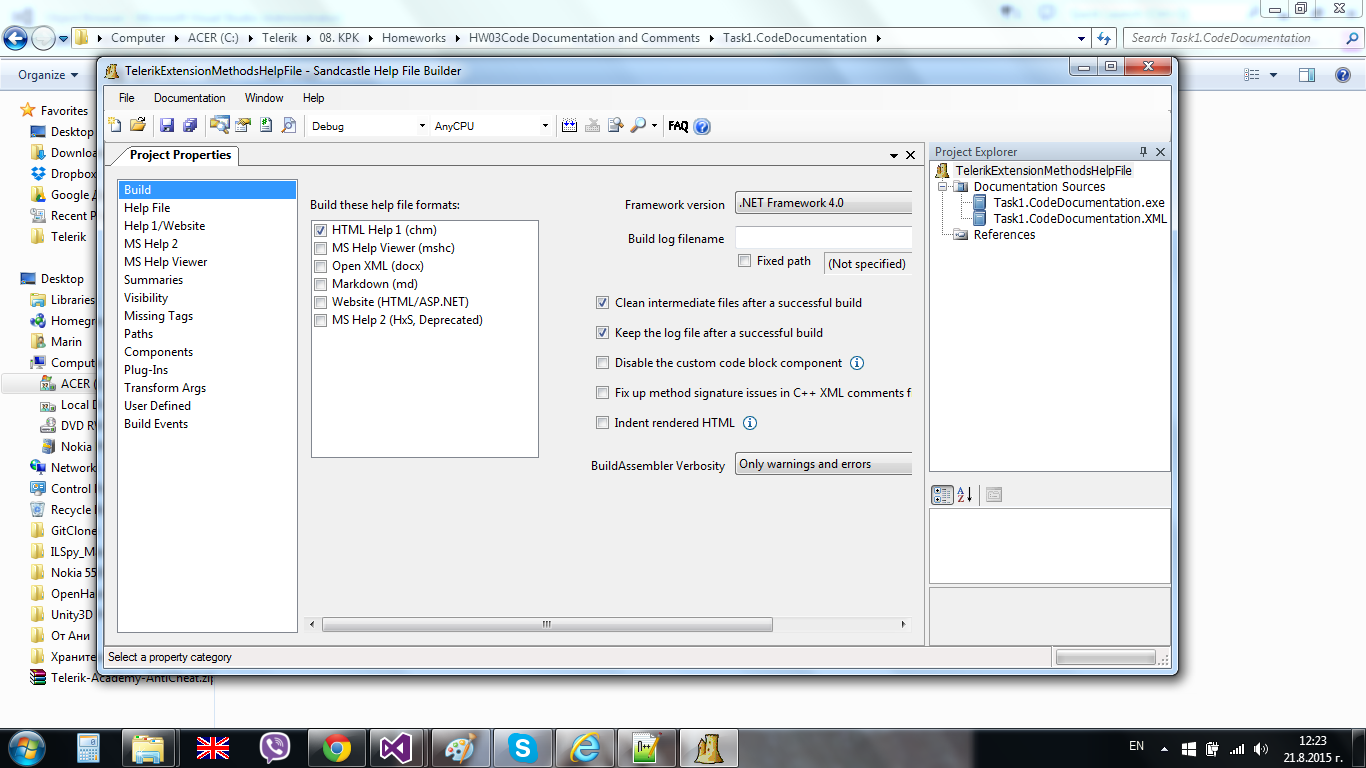 Computer ACER (C:) Telerik 08. KPK Homeworks HW03Code Documentation and Comments Task1.CodeDocumentation
Search Task1.CodeDocumentation
Organize
Favorites
Desktop
Downlo
Dropbox
Google
Recent P
Telerik
Desktop
Libraries
Homegr
Marin
Comput
ACER (
Local D
DVD RV
Nokia
Network
Control
Recycle
GitClone
ILSpy_M
Nokia 55
OpenHa
Unity3D
От Ани
Храните
Telerik-Academy-AntiCheat.zip
TelerikExtensionMethodsHelpFile - Sandcastle Help File Builder
File Documentation Window Help
Debug AnyCPU FAQ
Project Properties
Build
Help File
Help 1/Website
MS Help 2
MS Help Viewer
Summaries
Visibility
Missing Tags
Paths
Components
Plug-Ins
Transform Args
User Defined
Build Events
Build these help file formats:
HTML Help 1 (chm)
MS Help Viewer (mshc)
Open XML (docx)
Markdown (md)
Website (HTML/ASP.NET)
MS Help 2 (HxS, Deprecated)
Framework version .NET Framework 4.0
Build log filename
Fixed path (Not specified)
Clean intermediate files after a successful build
Keep the log file after a successful build
Disable the custom code block component
Fix up method signature issues in C++ XML comments f
Indent rendered HTML
BuildAssembler Verbosity Only warnings and errors
Project Explorer
TelerikExtensionMethodsHelpFile
Documentation Sources
Task1.CodeDocumentation.exe
Task1.CodeDocumentation.XML
References
Select a property category
EN
12:23
21.8.2015 г.